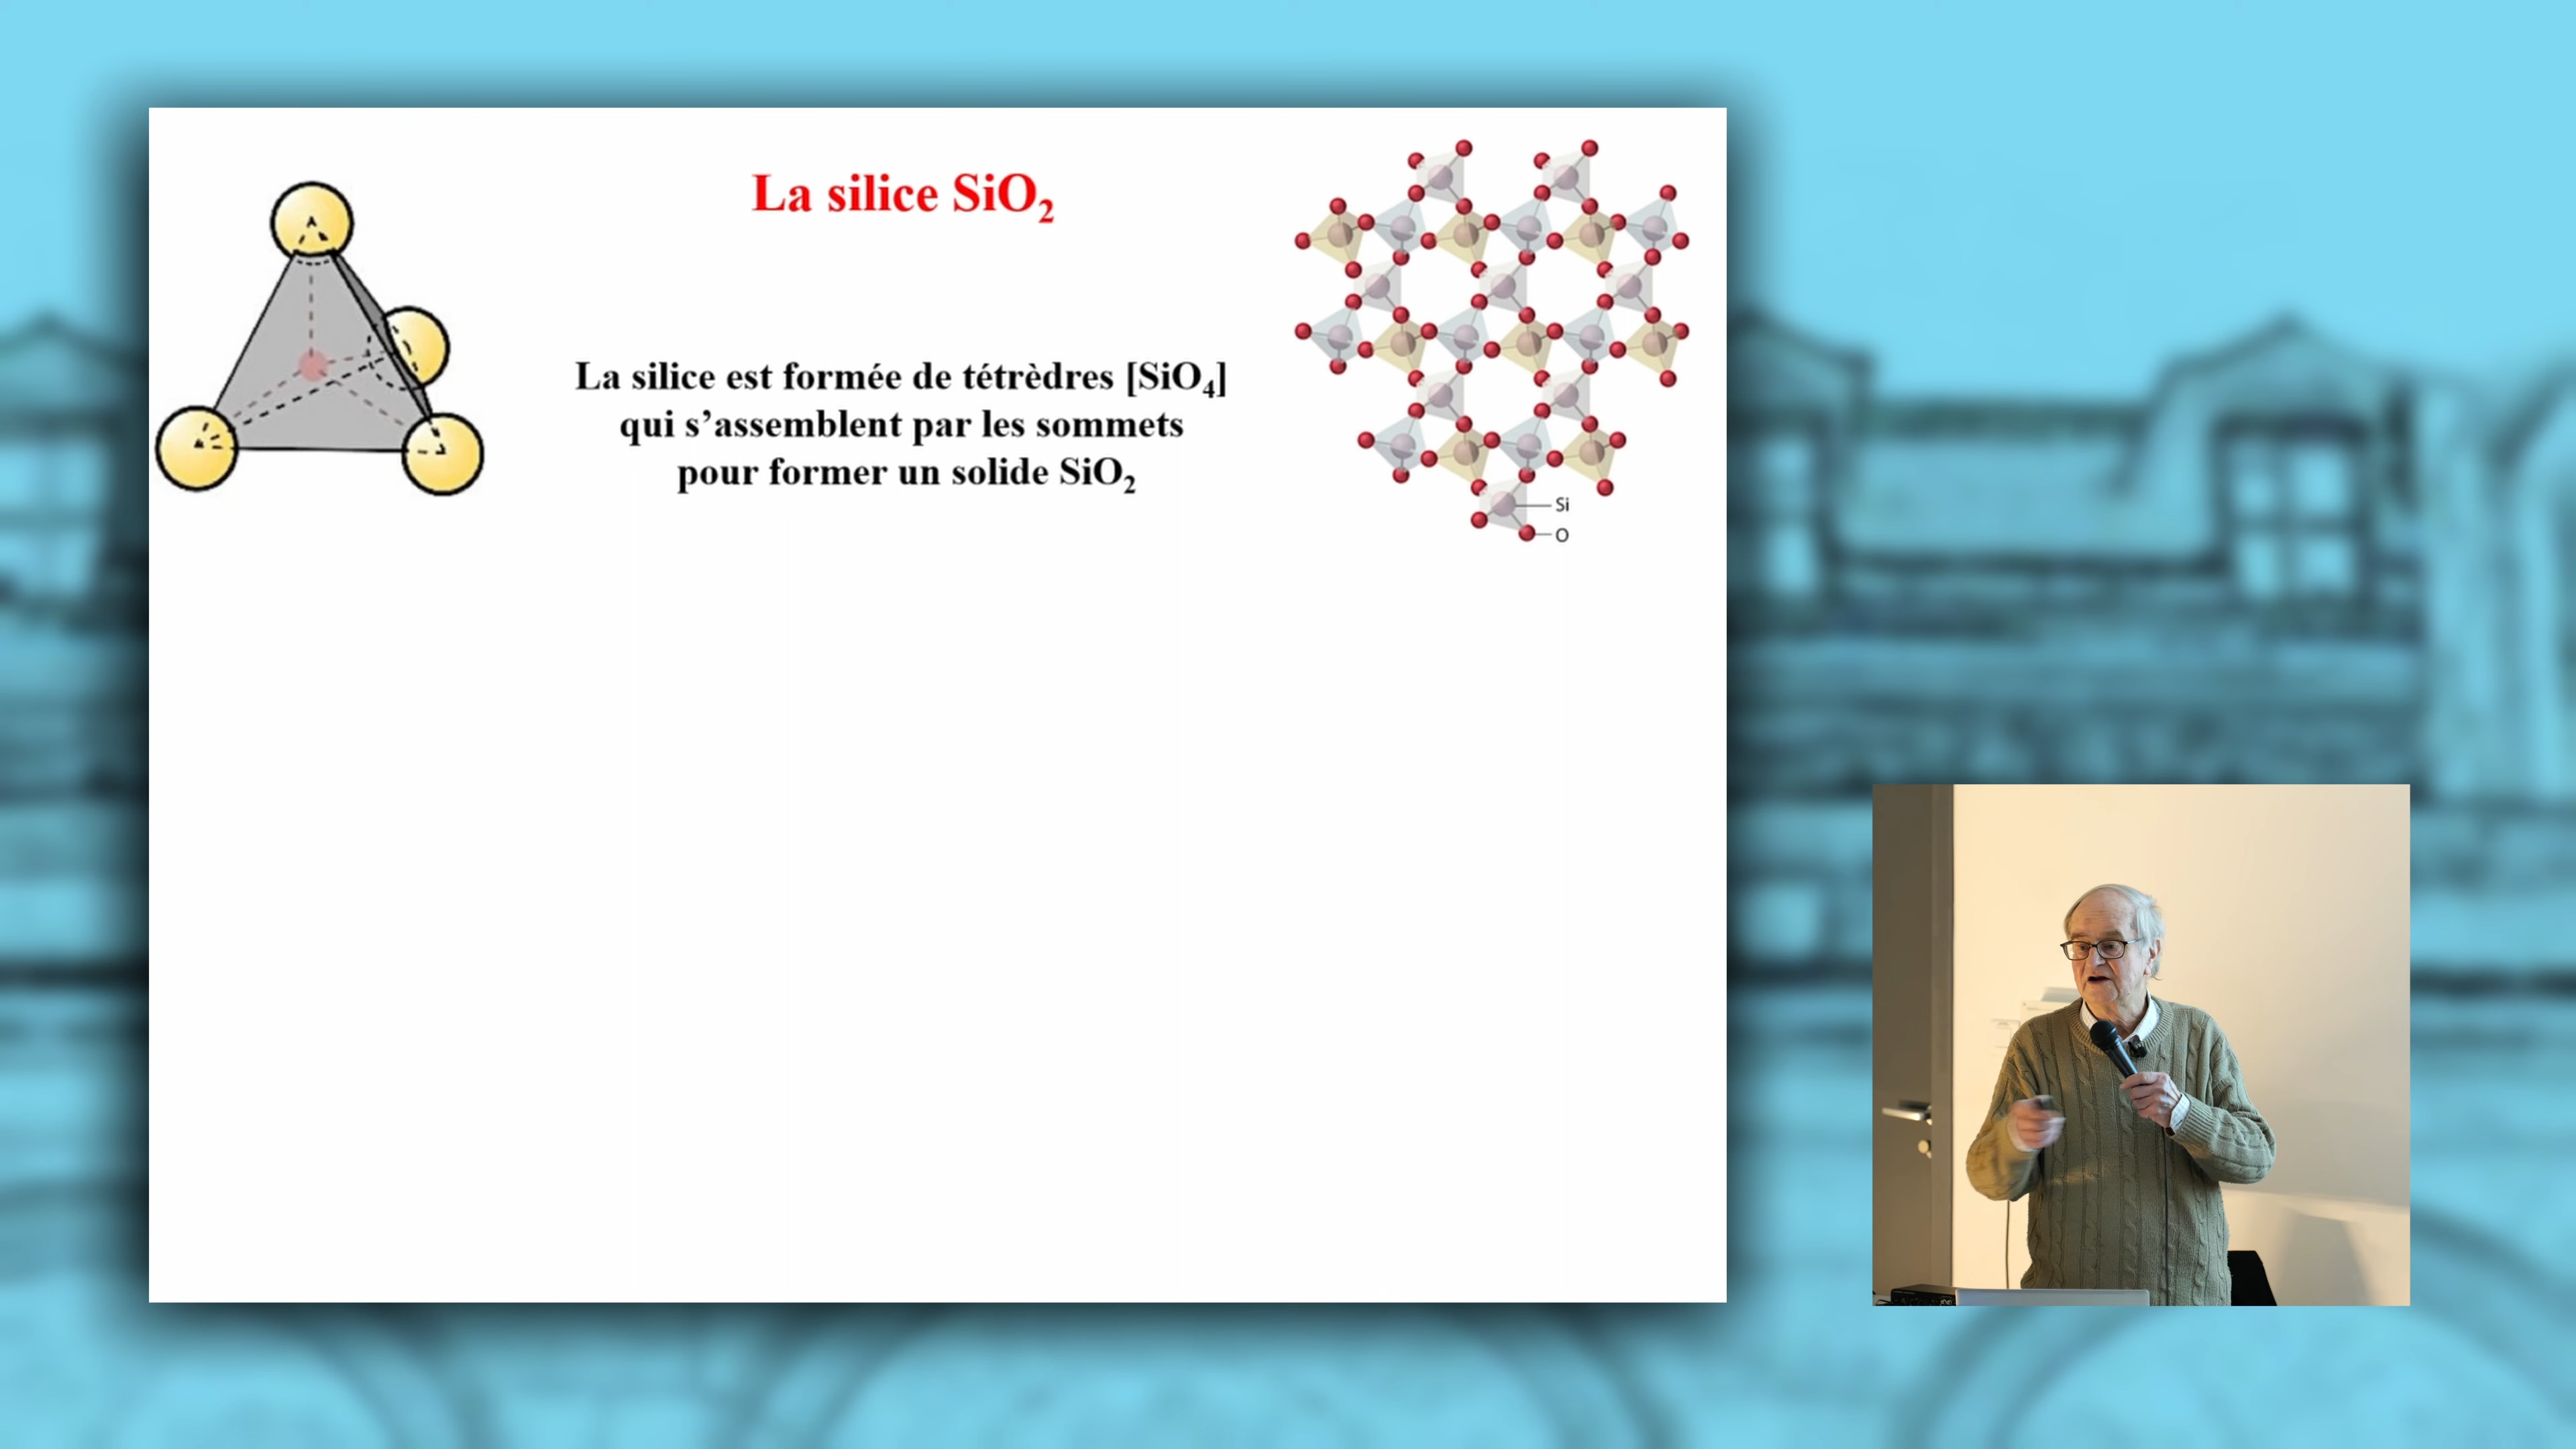 La silice SiO₂
La silice est formée de tétrèdres [SiO₄]
qui s’assemblent par les sommets
pour former un solide SiO₂
Si
O